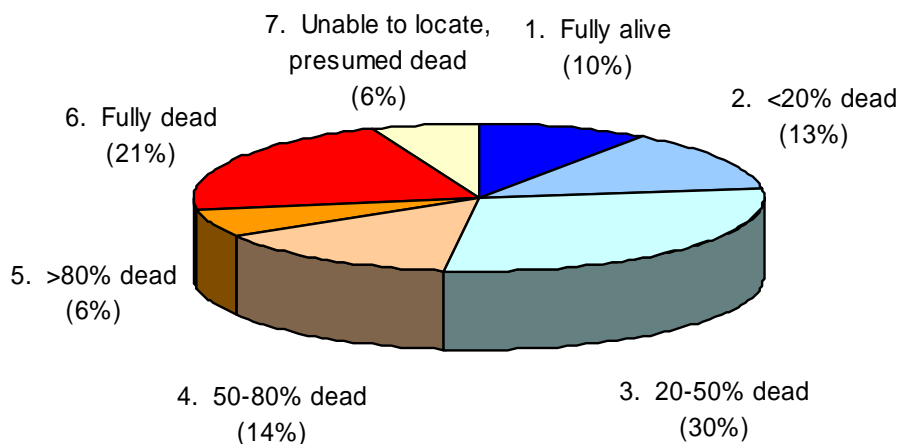 7. Unable to locate,
presumed dead
(6%)
1. Fully alive
(10%)
2. <20% dead
(13%)
6. Fully dead
(21%)
5. >80% dead
(6%)
4. 50-80% dead
(14%)
3. 20-50% dead
(30%)